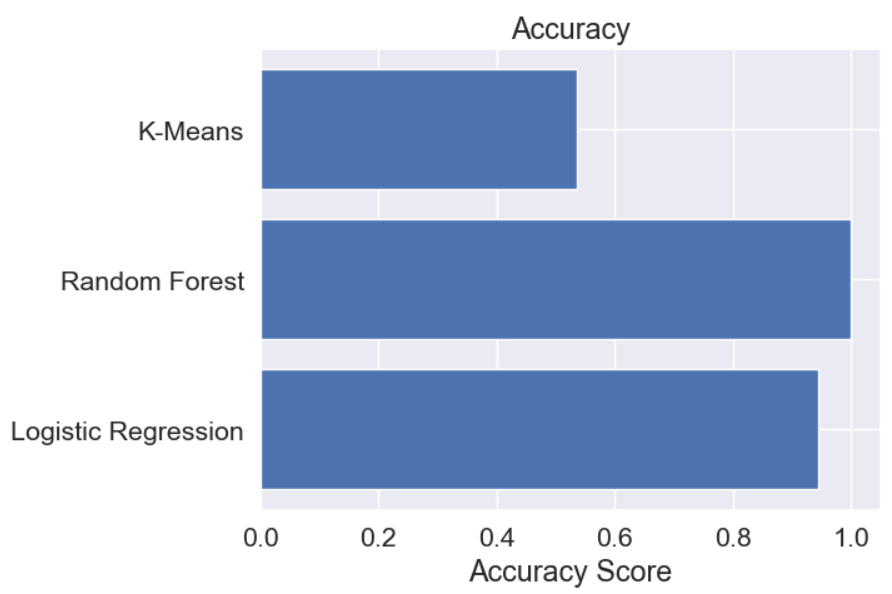 Accuracy
K-Means
Random Forest
Logistic Regression
0.0 0.2 0.4 0.6 0.8 1.0
Accuracy Score